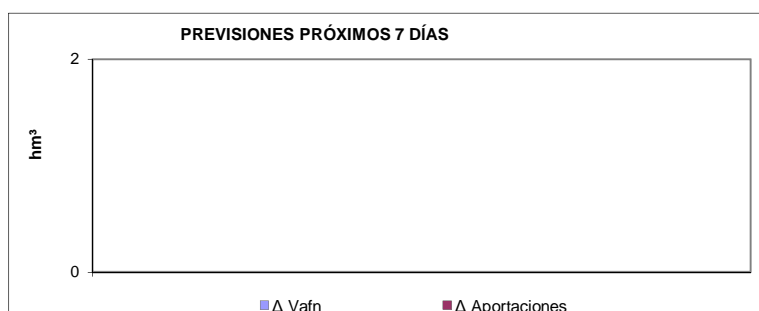 PREVISIONES PRÓXIMOS 7 DÍAS
2
hm³
0
Δ Vafn
Δ Aportaciones